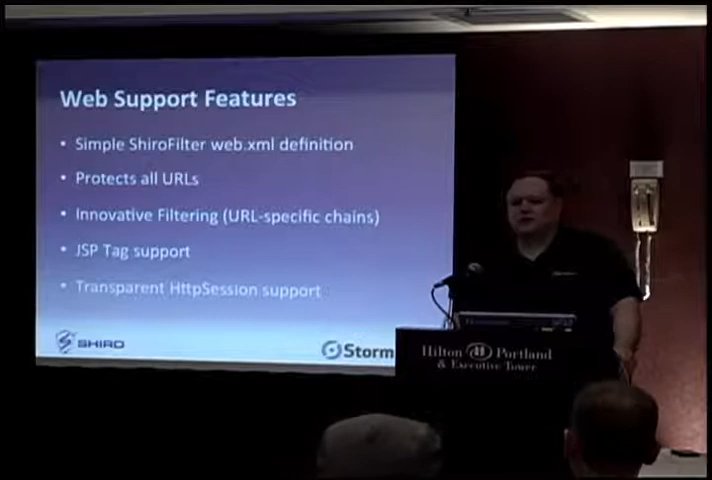 Web Support Features
• Simple ShiroFilter web.xml definition
• Protects all URLs
• Innovative Filtering (URL-specific chains)
• JSP Tag support
• Transparent HttpSession support
SHIRO
Storm
Hilton H Portland
& Executive Tower